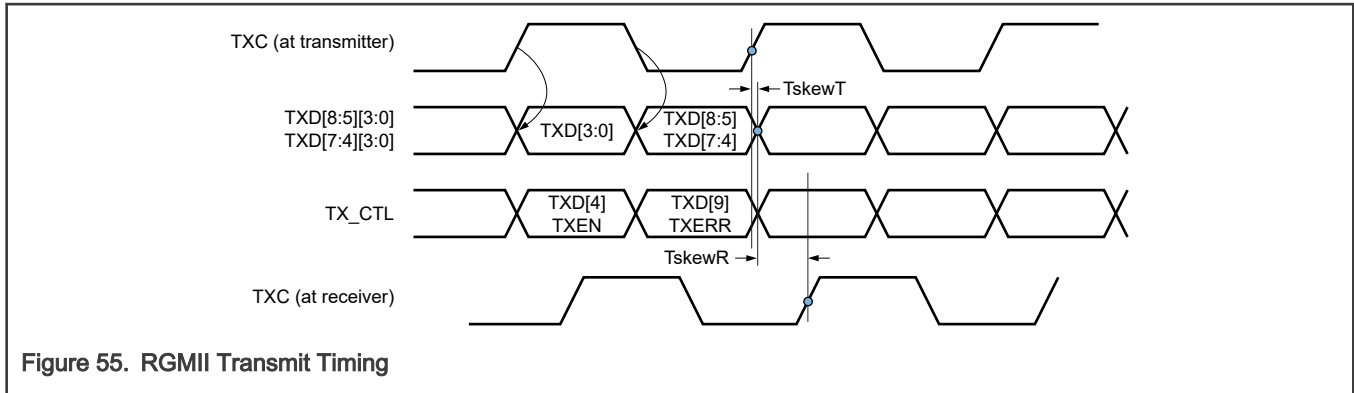 TXC (at transmitter)
TskewT
TXD[8:5][3:0]
TXD[7:4][3:0]
TXD[3:0]
TXD[8:5]
TXD[7:4]
TX_CTL
TXD[4]
TXEN
TXD[9]
TXERR
TskewR
TXC (at receiver)
Figure 55. RGMII Transmit Timing